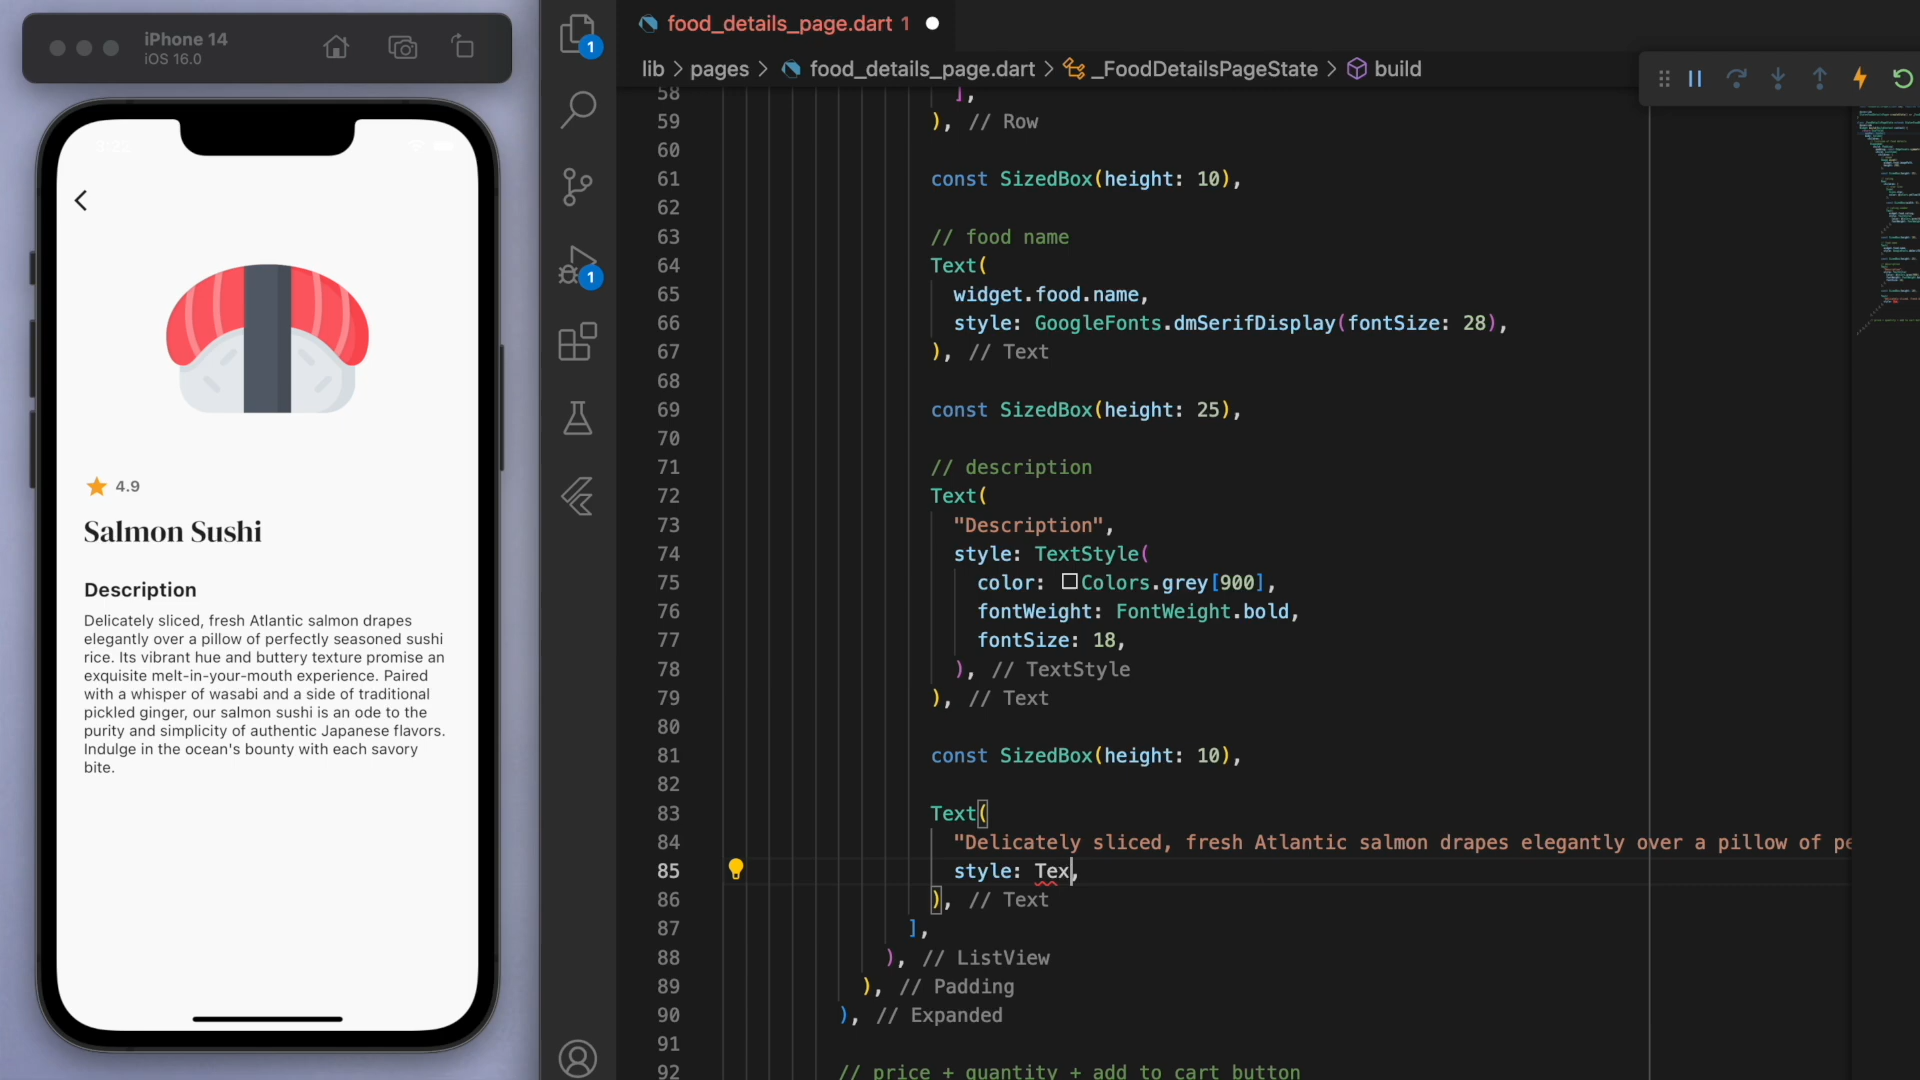 iPhone 14
iOS 16.0
4.9
Salmon Sushi
Description
Delicately sliced, fresh Atlantic salmon drapes
elegantly over a pillow of perfectly seasoned sushi
rice. Its vibrant hue and buttery texture promise an
exquisite melt-in-your-mouth experience. Paired
with a whisper of wasabi and a side of traditional
pickled ginger, our salmon sushi is an ode to the
purity and simplicity of authentic Japanese flavors.
Indulge in the ocean's bounty with each savory
bite.
1
1
food_details_page.dart 1
lib > pages > food_details_page.dart > _FoodDetailsPageState > build
58 ],
59 ), // Row
60
61 const SizedBox(height: 10),
62
63 // food name
64 Text(
65 widget.food.name,
66 style: GoogleFonts.dmSerifDisplay(fontSize: 28),
67 ), // Text
68
69 const SizedBox(height: 25),
70
71 // description
72 Text(
73 "Description",
74 style: TextStyle(
75 color: Colors.grey[900],
76 fontWeight: FontWeight.bold,
77 fontSize: 18,
78 ), // TextStyle
79 ), // Text
80
81 const SizedBox(height: 10),
82
83 Text(
84 "Delicately sliced, fresh Atlantic salmon drapes elegantly over a pillow of pe
85 style: Tex,
86 ), // Text
87 ],
88 ), // ListView
89 ), // Padding
90 ), // Expanded
91
92 // price + quantity + add to cart button